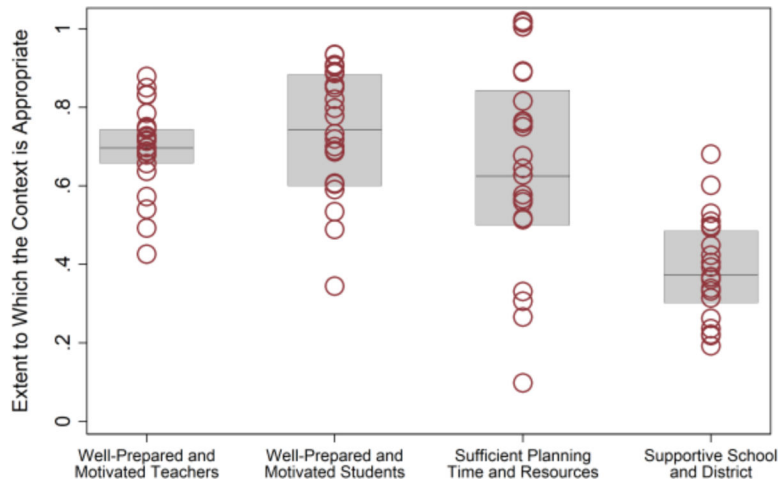 Extent to Which the Context is Appropriate
1
.8
.6
.4
.2
0
Well-Prepared and
Motivated Teachers
Well-Prepared and
Motivated Students
Sufficient Planning
Time and Resources
Supportive School
and District